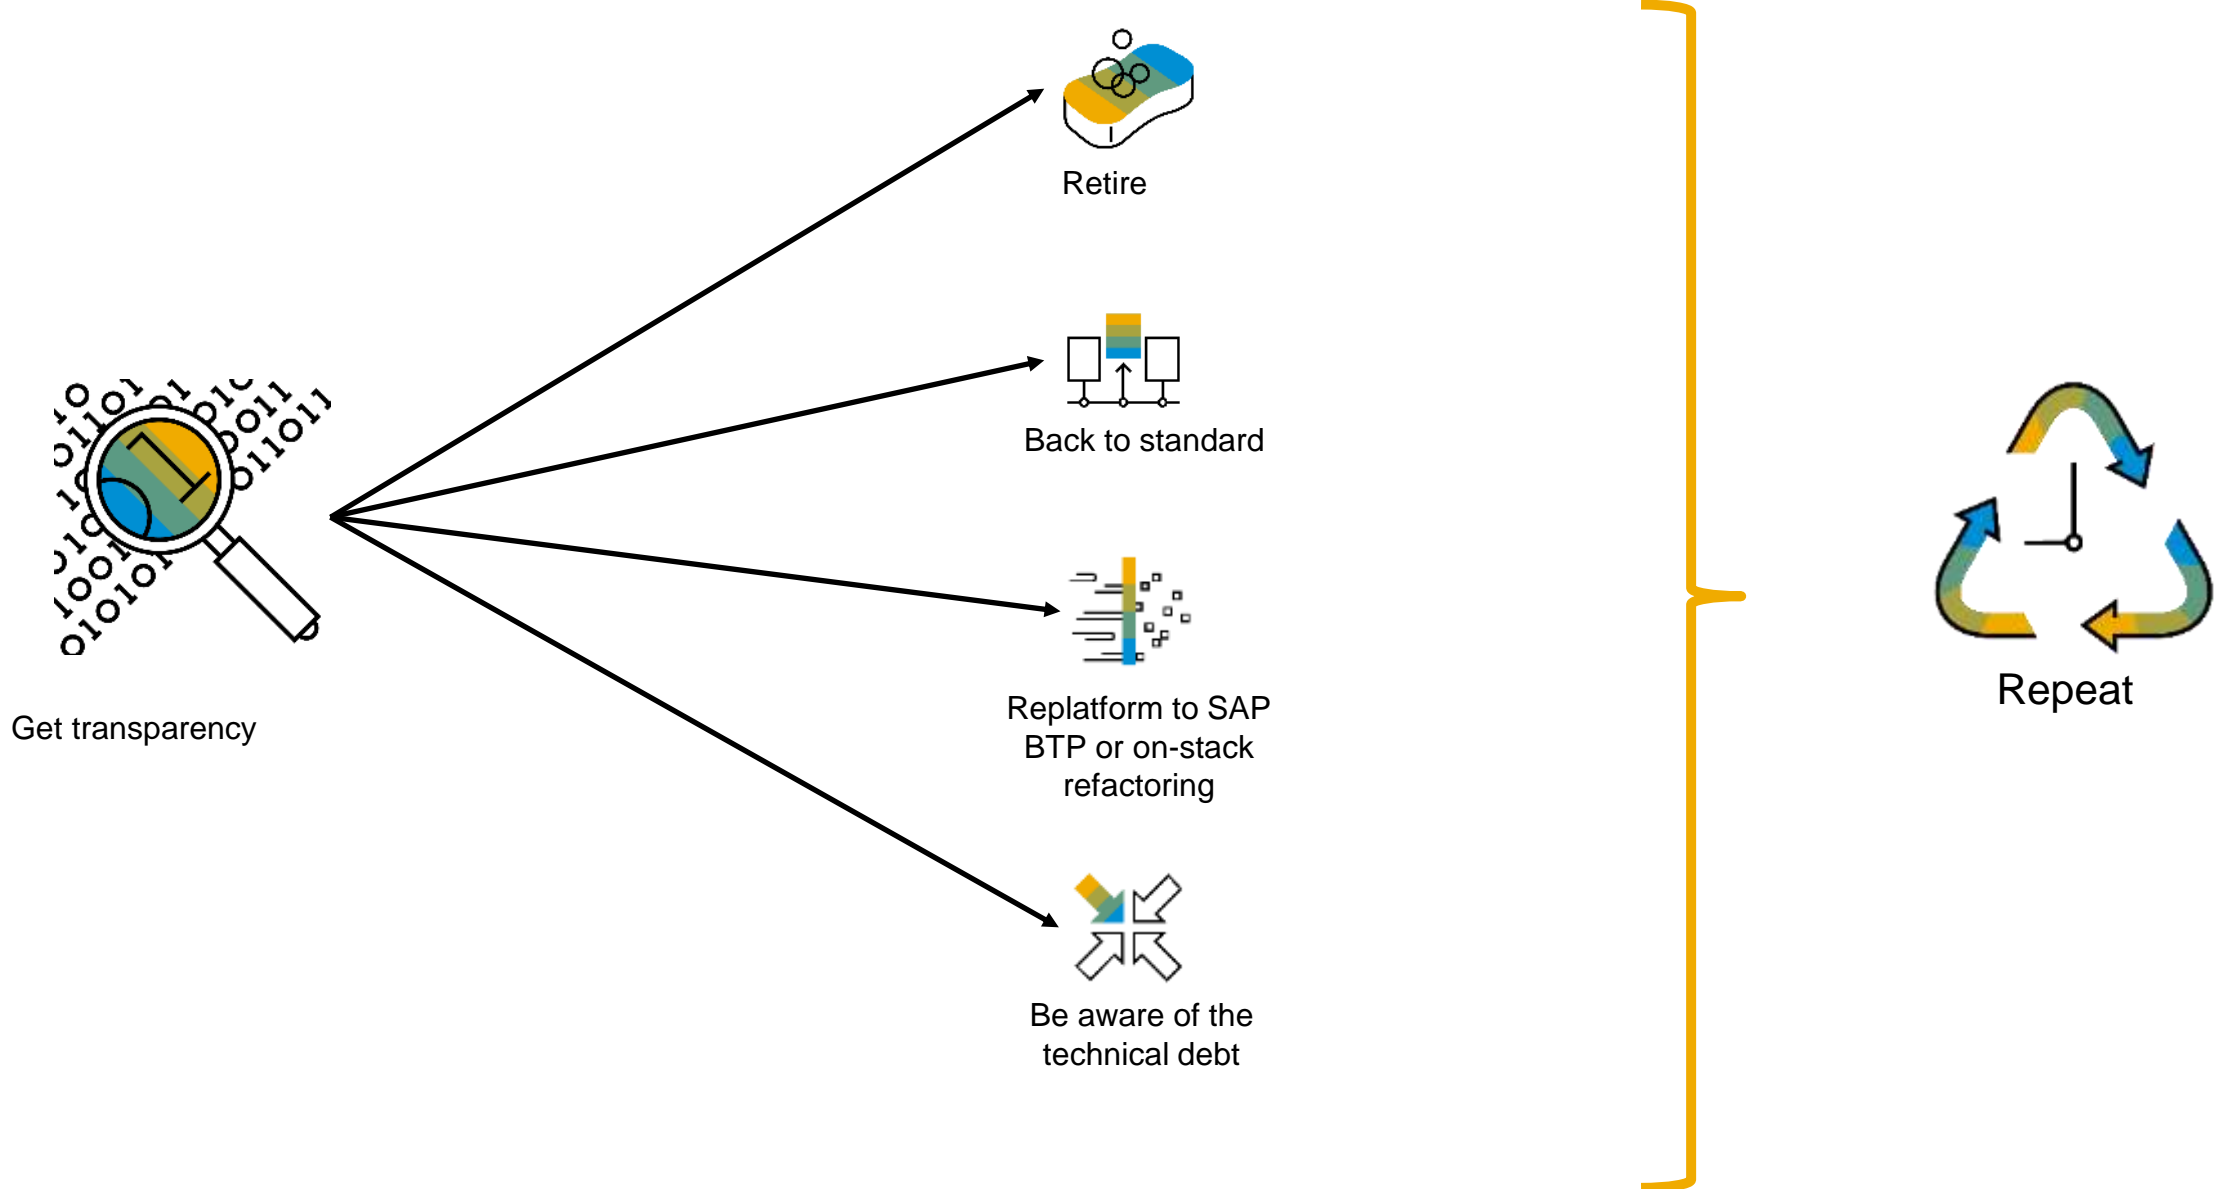 Get transparency
Retire
Back to standard
Replatform to SAP
BTP or on-stack
refactoring
Be aware of the
technical debt
Repeat